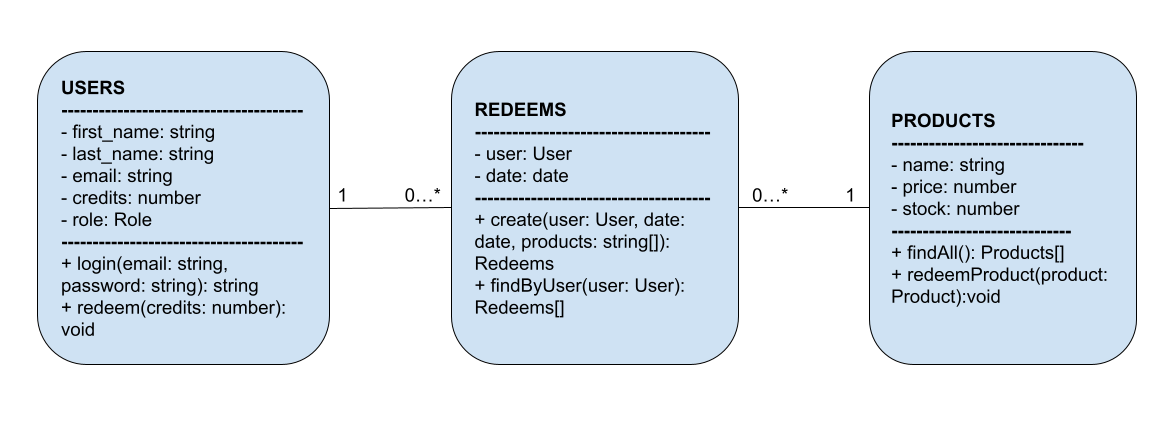 USERS
---------------------------------------
- first_name: string
- last_name: string
- email: string
- credits: number
- role: Role
---------------------------------------
+ login(email: string,
password: string): string
+ redeem(credits: number):
void
1
0...*
REDEEMS
--------------------------------------
- user: User
- date: date
--------------------------------------
+ create(user: User, date:
date, products: string[]):
Redeems
+ findByUser(user: User):
Redeems[]
0...*
1
PRODUCTS
-------------------------------
- name: string
- price: number
- stock: number
-----------------------------
+ findAll(): Products[]
+ redeemProduct(product:
Product):void